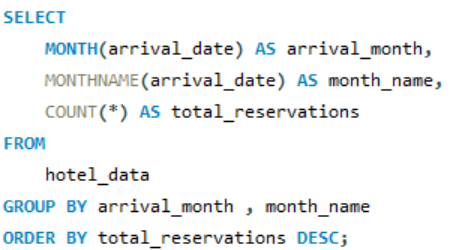 SELECT
    MONTH(arrival_date) AS arrival_month,
    MONTHNAME(arrival_date) AS month_name,
    COUNT(*) AS total_reservations
FROM
    hotel_data
GROUP BY arrival_month , month_name
ORDER BY total_reservations DESC;